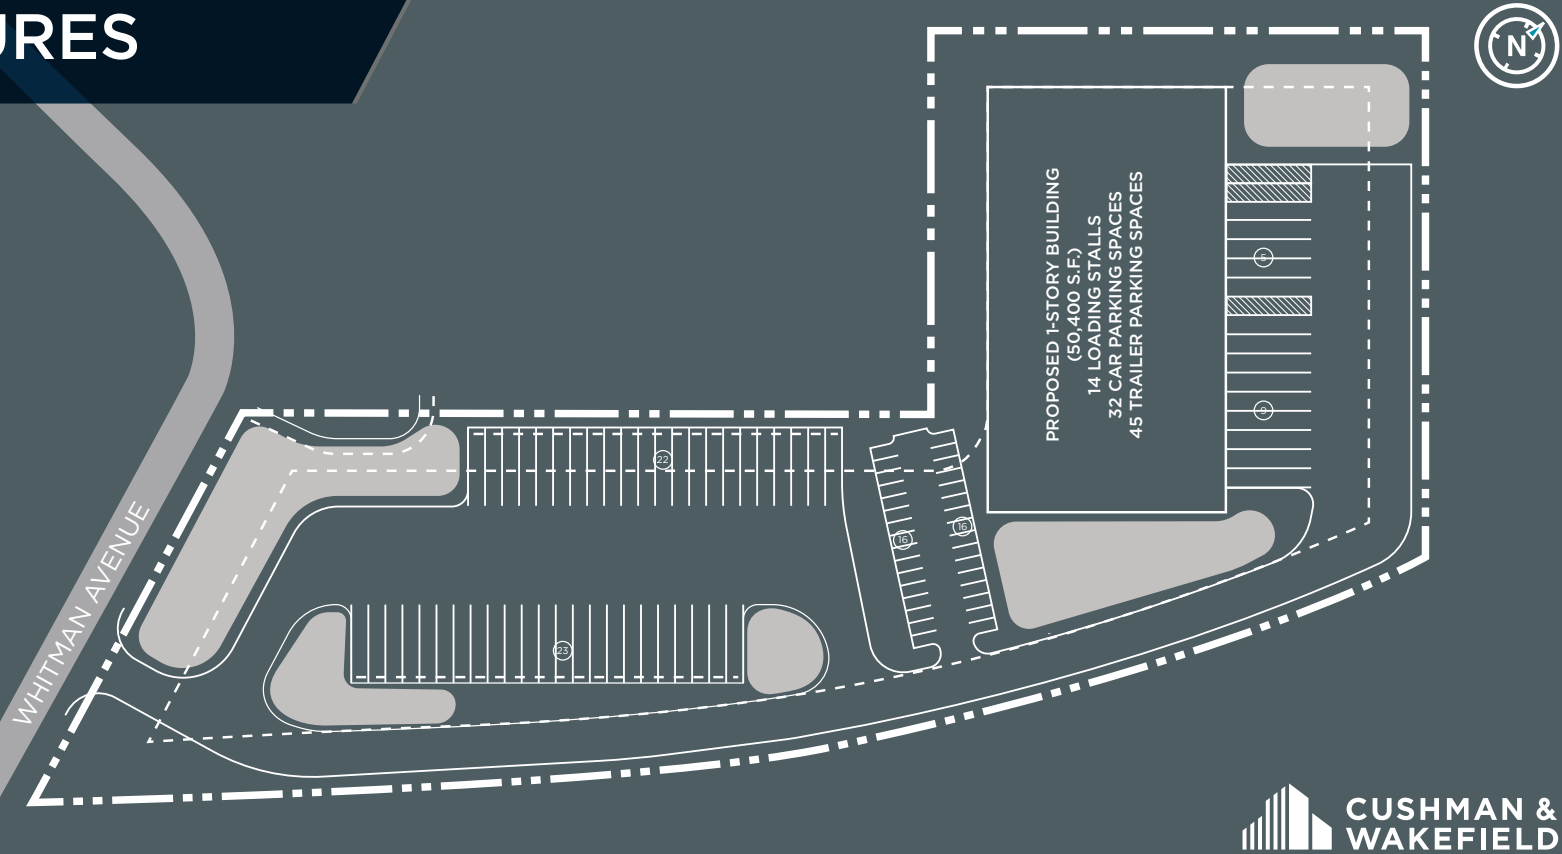 URES
N
PROPOSED 1-STORY BUILDING
(50,400 S.F.)
14 LOADING STALLS
32 CAR PARKING SPACES
45 TRAILER PARKING SPACES
5
9
22
16
16
23
WHITMAN AVENUE
CUSHMAN &
WAKEFIELD